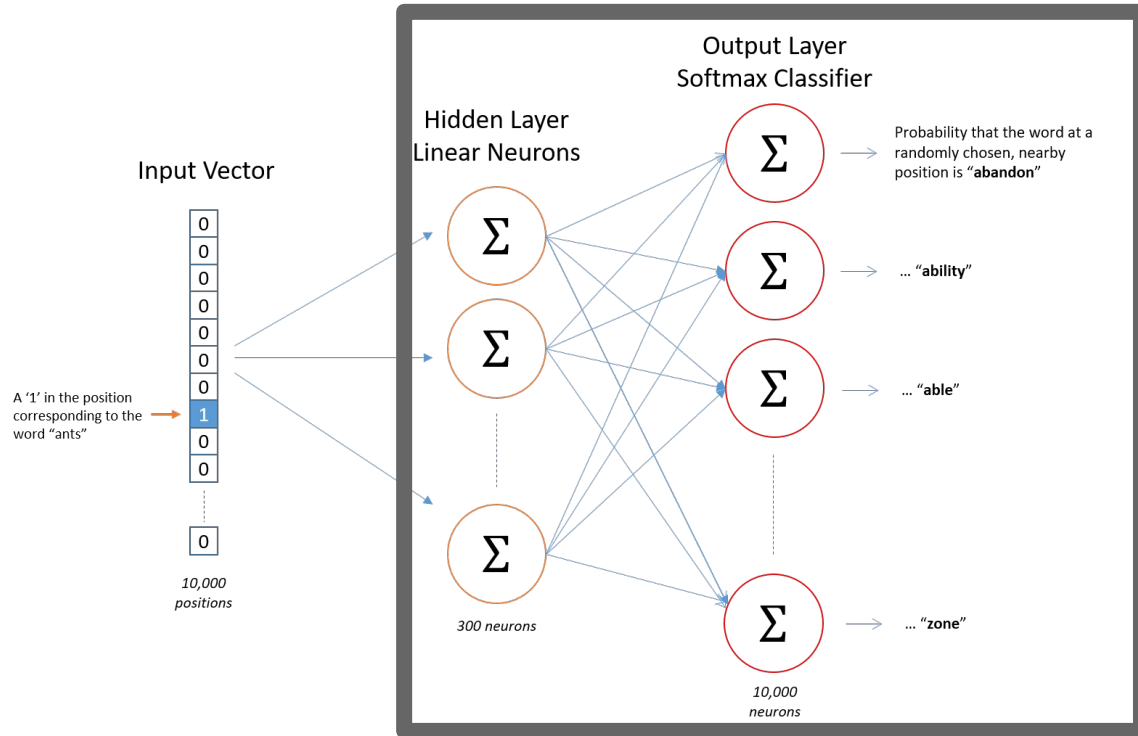 Input Vector
0
0
0
0
0
0
0
1
0
0
0
10,000
positions
A ‘1’ in the position
corresponding to the
word “ants”
Hidden Layer
Linear Neurons
Σ
Σ
Σ
300 neurons
Output Layer
Softmax Classifier
Σ
Σ
Σ
Σ
10,000
neurons
Probability that the word at a
randomly chosen, nearby
position is “abandon”
... “ability”
... “able”
... “zone”